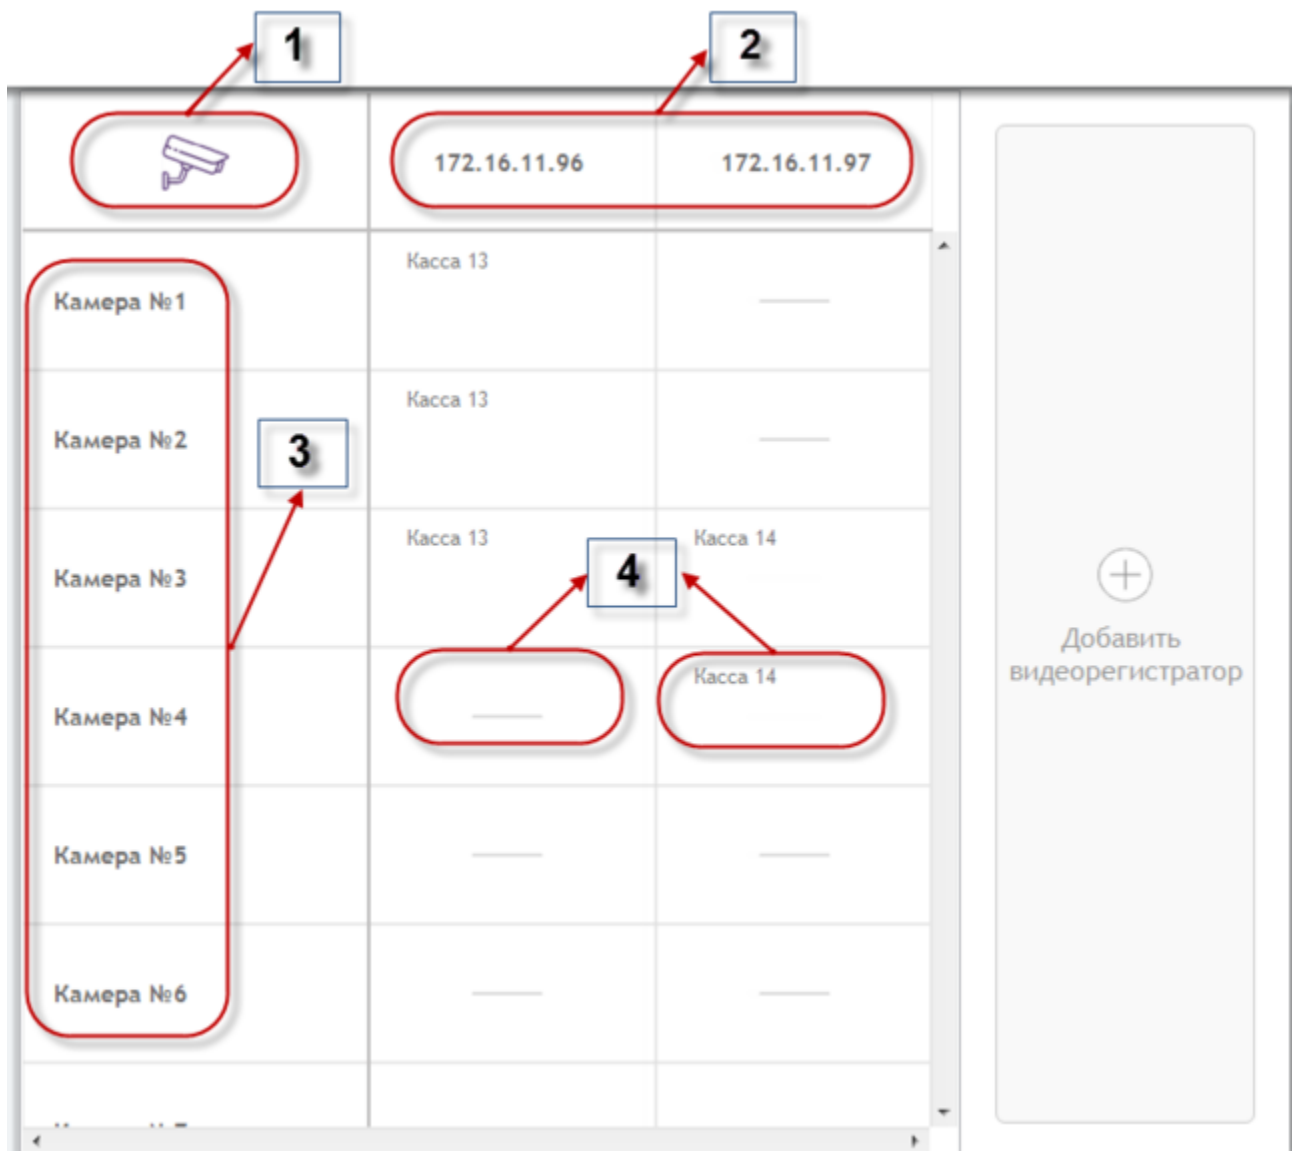 1
2
172.16.11.96
172.16.11.97
Касса 13
Камера №1
Касса 13
Камера №2
3
Касса 13
Касса 14
4
Камера №3
Добавить
видеорегистратор
Касса 14
Камера №4
Камера №5
Камера №6